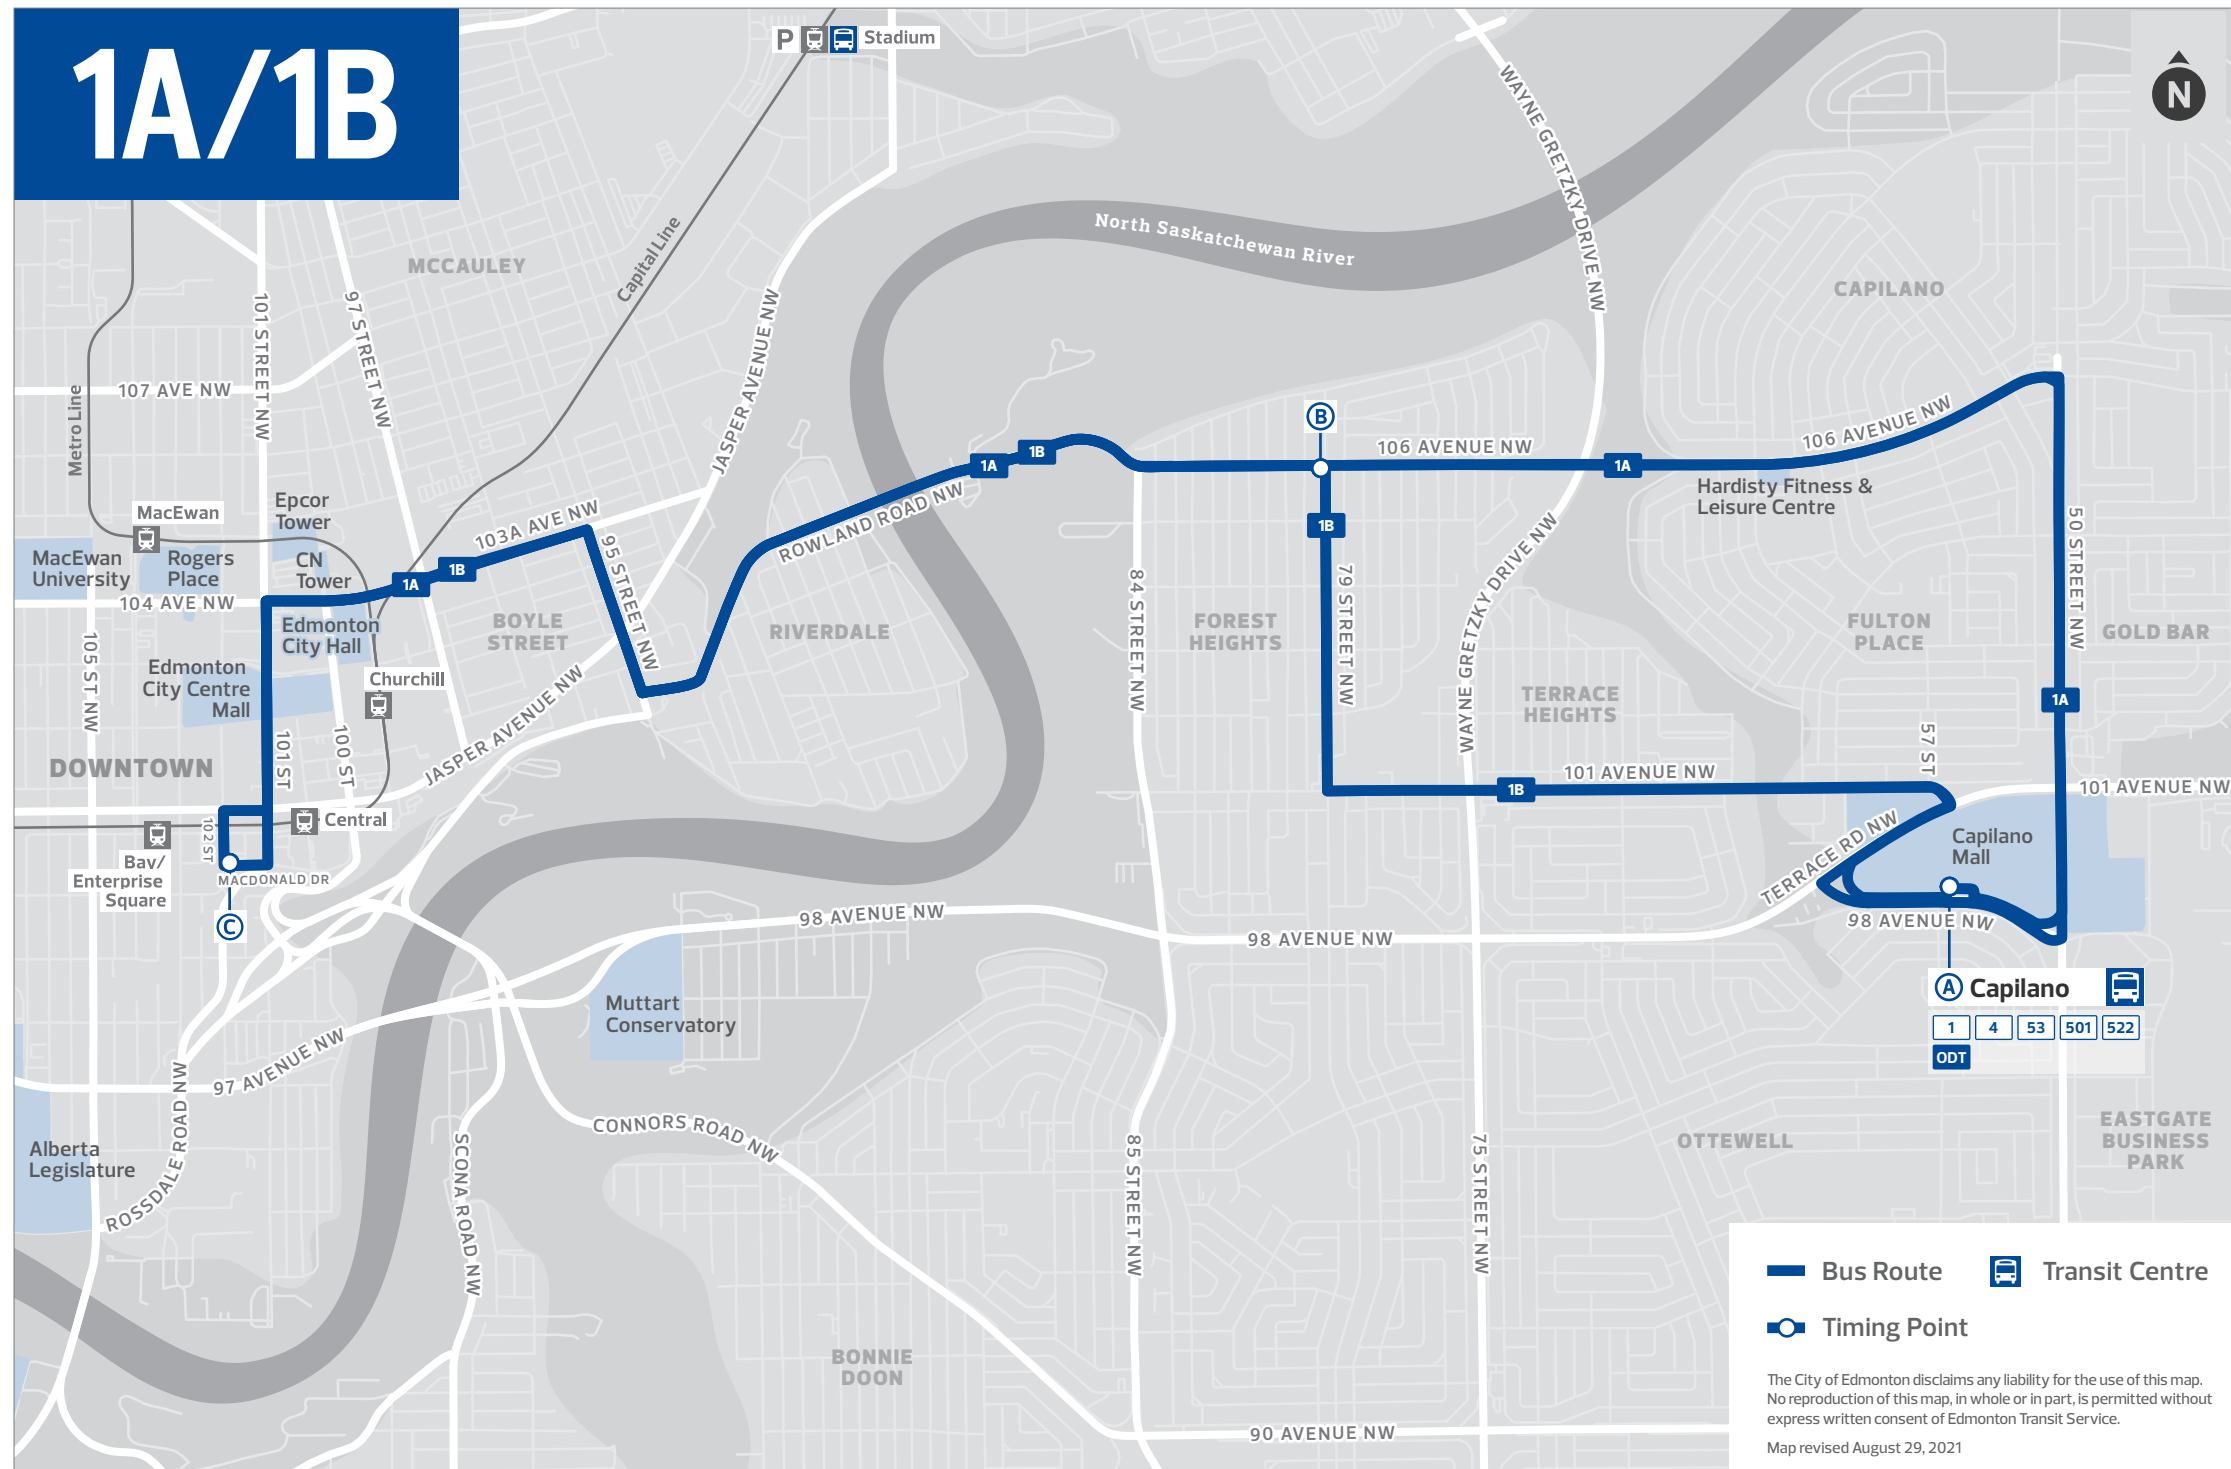 1A/1B
P Stadium
N
WAYNE GRETZKY DRIVE NW
North Saskatchewan River
Capital Line
MCCAULEY
CAPILANO
101 STREET NW
97 STREET NW
JASPER AVENUE NW
107 AVE NW
Metro Line
B
106 AVENUE NW
106 AVENUE NW
1A
1B
1A
Hardisty Fitness &
Leisure Centre
ROWLAND ROAD NW
MacEwan
Epcor
Tower
103A AVE NW
1B
50 STREET NW
MacEwan
University
Rogers
Place
CN
Tower
1A
1B
95 STREET NW
WAYNE GRETZKY DRIVE NW
104 AVE NW
84 STREET NW
79 STREET NW
Edmonton
City Hall
BOYLE
STREET
RIVERDALE
FOREST
HEIGHTS
FULTON
PLACE
GOLD BAR
105 ST NW
Edmonton
City Centre
Mall
Churchill
TERRACE
HEIGHTS
1A
101 ST
100 ST
JASPER AVENUE NW
57 ST
DOWNTOWN
101 AVENUE NW
1B
101 AVENUE NW
102 ST
Central
Bay/
Enterprise
Square
MACDONALD DR
C
TERRACE RD NW
Capilano
Mall
98 AVENUE NW
98 AVENUE NW
98 AVENUE NW
A Capilano
1 4 53 501 522
ODT
Muttart
Conservatory
97 AVENUE NW
ROSSDALE ROAD NW
CONNORS ROAD NW
SCONA ROAD NW
85 STREET NW
75 STREET NW
OTTEWELL
EASTGATE
BUSINESS
PARK
Alberta
Legislature
BONNIE
DOON
90 AVENUE NW
Bus Route
Transit Centre
Timing Point
The City of Edmonton disclaims any liability for the use of this map.
No reproduction of this map, in whole or in part, is permitted without
express written consent of Edmonton Transit Service.
Map revised August 29, 2021